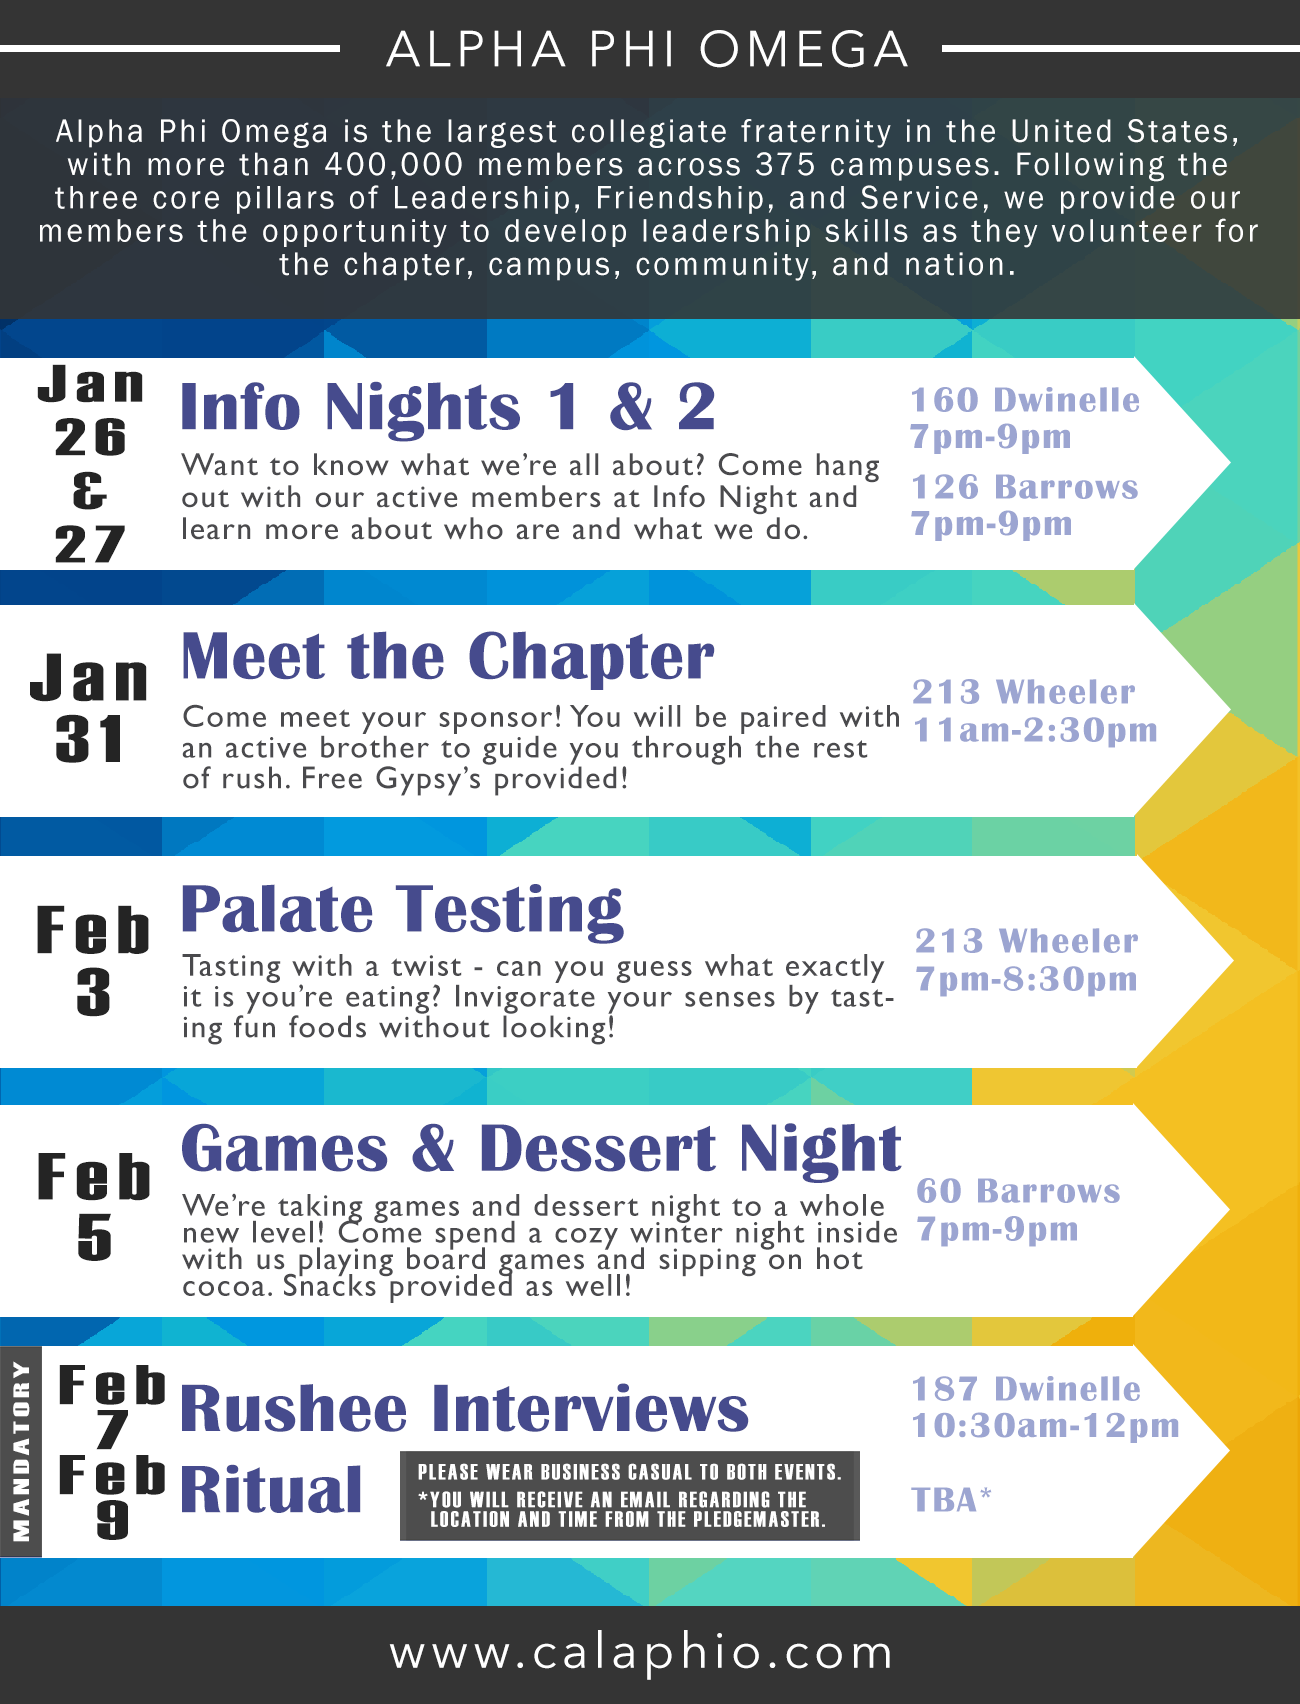 ALPHA PHI OMEGA
Alpha Phi Omega is the largest collegiate fraternity in the United States,
with more than 400,000 members across 375 campuses. Following the
three core pillars of Leadership, Friendship, and Service, we provide our
members the opportunity to develop leadership skills as they volunteer for
the chapter, campus, community, and nation.
Jan
26
&
27
Info Nights 1 & 2
Want to know what we're all about? Come hang
out with our active members at Info Night and
learn more about who are and what we do.
160 Dwinelle
7pm-9pm
126 Barrows
7pm-9pm
Jan
31
Meet the Chapter
Come meet your sponsor! You will be paired with
an active brother to guide you through the rest
of rush. Free Gypsy's provided!
213 Wheeler
11am-2:30pm
Feb
3
Palate Testing
Tasting with a twist - can you guess what exactly
it is you're eating? Invigorate your senses by tast-
ing fun foods without looking!
213 Wheeler
7pm-8:30pm
Feb
5
Games & Dessert Night
We're taking games and dessert night to a whole
new level! Come spend a cozy winter night inside
with us playing board games and sipping on hot
cocoa. Snacks provided as well!
60 Barrows
7pm-9pm
MANDATORY
Feb
7
Rushee Interviews
187 Dwinelle
10:30am-12pm
Feb
9
Ritual
PLEASE WEAR BUSINESS CASUAL TO BOTH EVENTS.
*YOU WILL RECEIVE AN EMAIL REGARDING THE
LOCATION AND TIME FROM THE PLEDGEMASTER.
TBA*
www.calaphio.com